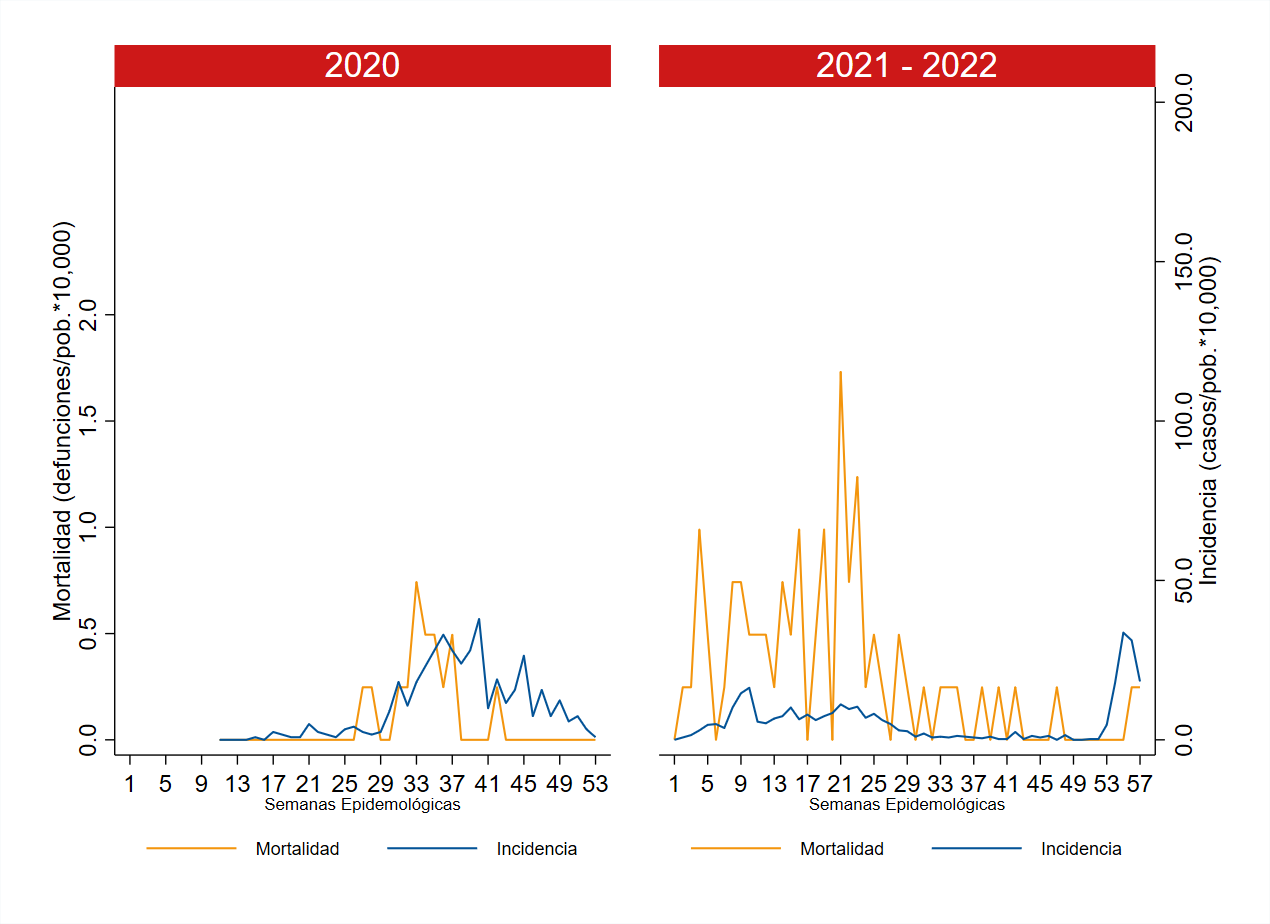 2020
2021 - 2022
Mortalidad (defunciones/pob.*10,000)
2.0
1.5
1.0
0.5
0.0
200.0
150.0
100.0
50.0
0.0
Incidencia (casos/pob.*10,000)
1 5 9 13 17 21 25 29 33 37 41 45 49 53
Semanas Epidemológicas
1 5 9 13 17 21 25 29 33 37 41 45 49 53 57
Semanas Epidemológicas
Mortalidad Incidencia
Mortalidad Incidencia